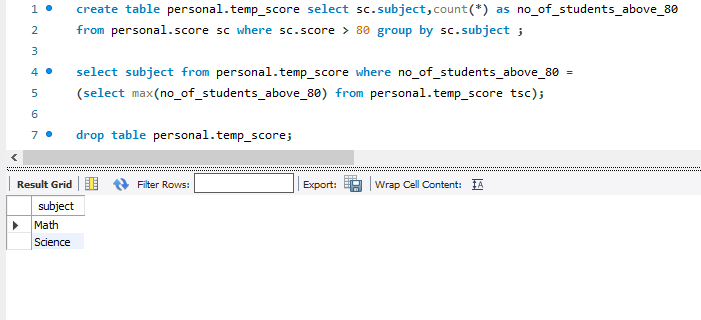 1 create table personal.temp_score select sc.subject,count(*) as no_of_students_above_80
2 from personal.score sc where sc.score > 80 group by sc.subject ;
3
4 select subject from personal.temp_score where no_of_students_above_80 =
5 (select max(no_of_students_above_80) from personal.temp_score tsc);
6
7 drop table personal.temp_score;
Result Grid Filter Rows: Export: Wrap Cell Content:
subject
Math
Science